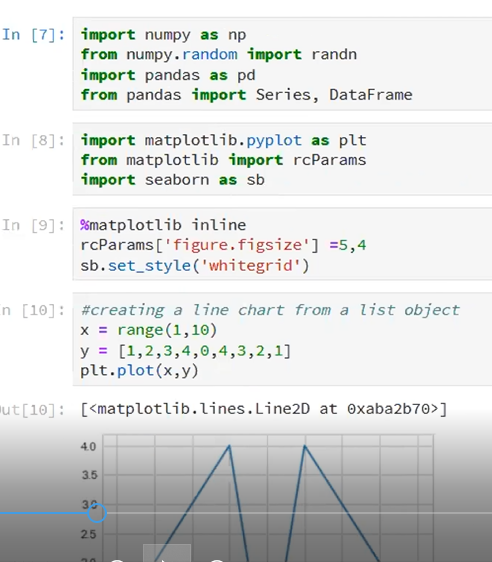 In [7]:
import numpy as np
from numpy.random import randn
import pandas as pd
from pandas import Series, DataFrame
In [8]:
import matplotlib.pyplot as plt
from matplotlib import rcParams
import seaborn as sb
In [9]:
%matplotlib inline
rcParams['figure.figsize'] =5,4
sb.set_style('whitegrid')
n [10]:
#creating a line chart from a list object
x = range(1,10)
y = [1,2,3,4,0,4,3,2,1]
plt.plot(x,y)
ut[10]:
[<matplotlib.lines.Line2D at 0xaba2b70>]
4.0
3.5
3.0
2.5